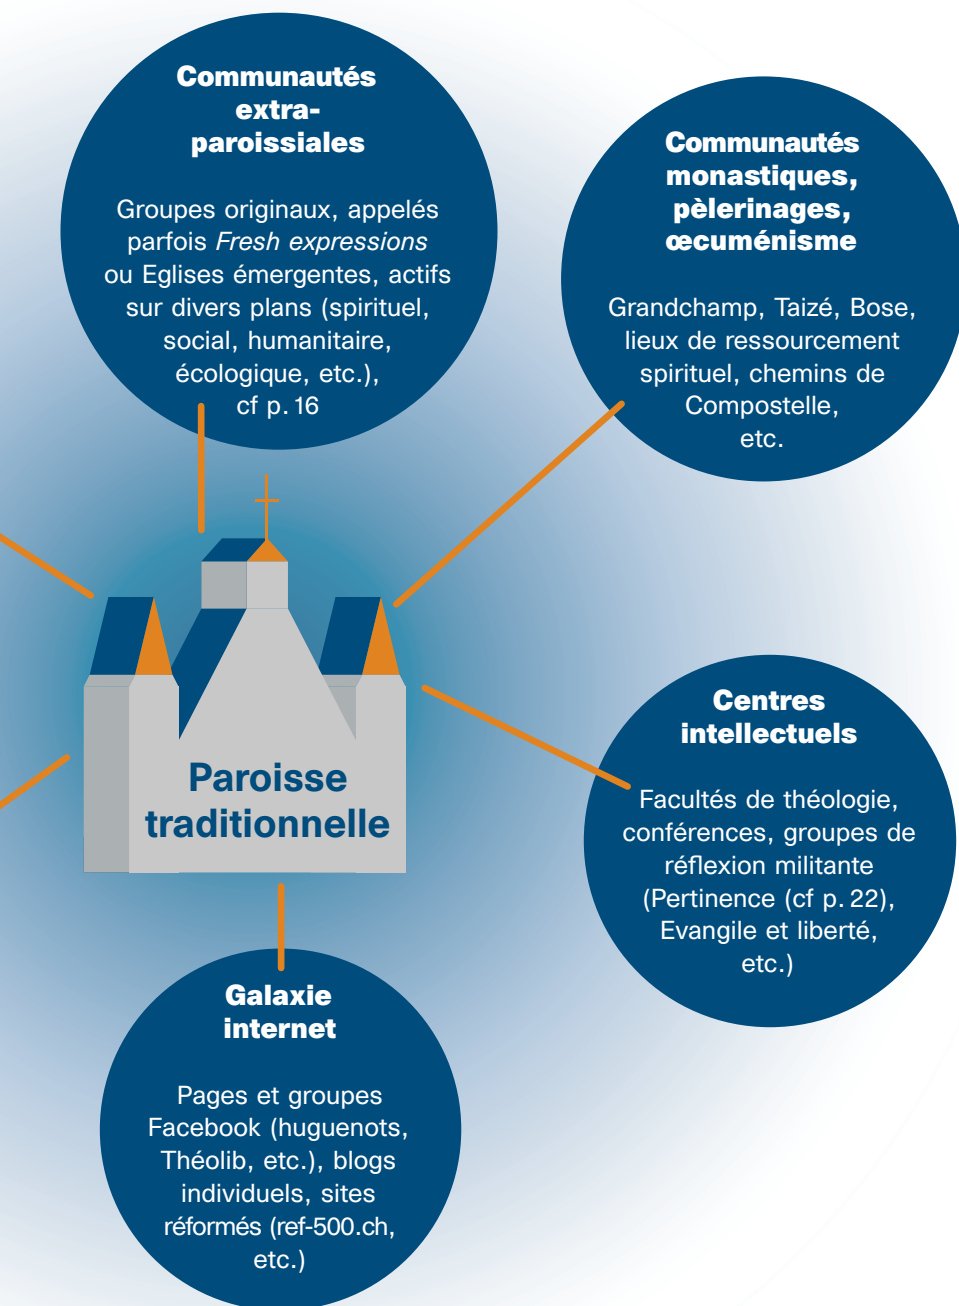 Communautés
extra-
paroissiales
Groupes originaux, appelés
parfois Fresh expressions
ou Eglises émergentes, actifs
sur divers plans (spirituel,
social, humanitaire,
écologique, etc.),
cf p. 16
Communautés
monastiques,
pèlerinages,
œcuménisme
Grandchamp, Taizé, Bose,
lieux de ressourcement
spirituel, chemins de
Compostelle,
etc.
Paroisse
traditionnelle
Centres
intellectuels
Facultés de théologie,
conférences, groupes de
réflexion militante
(Pertinence (cf p. 22),
Evangile et liberté,
etc.)
Galaxie
internet
Pages et groupes
Facebook (huguenots,
Théolib, etc.), blogs
individuels, sites
réformés (ref-500.ch,
etc.)